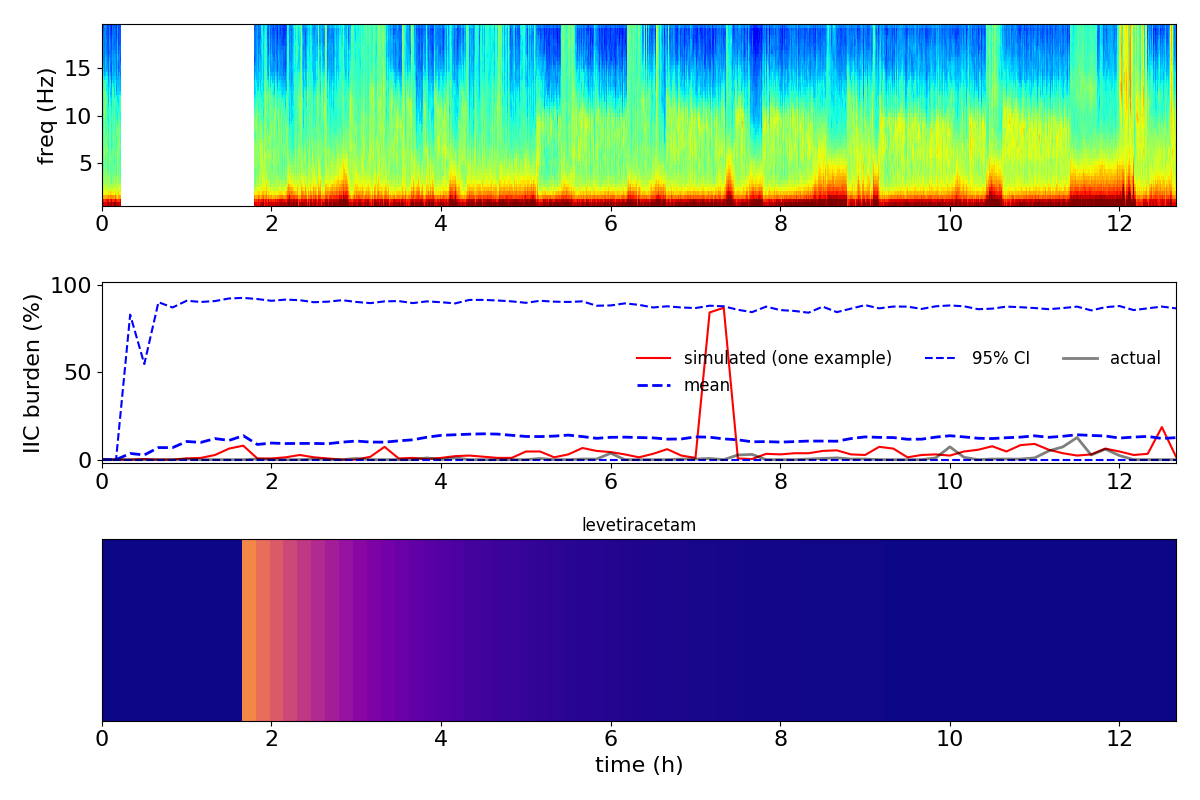 freq (Hz)
15
10
5
0 2 4 6 8 10 12
IIC burden (%)
100
50
0
simulated (one example) 95% CI actual
mean
0 2 4 6 8 10 12
levetiracetam
0 2 4 6 8 10 12
time (h)